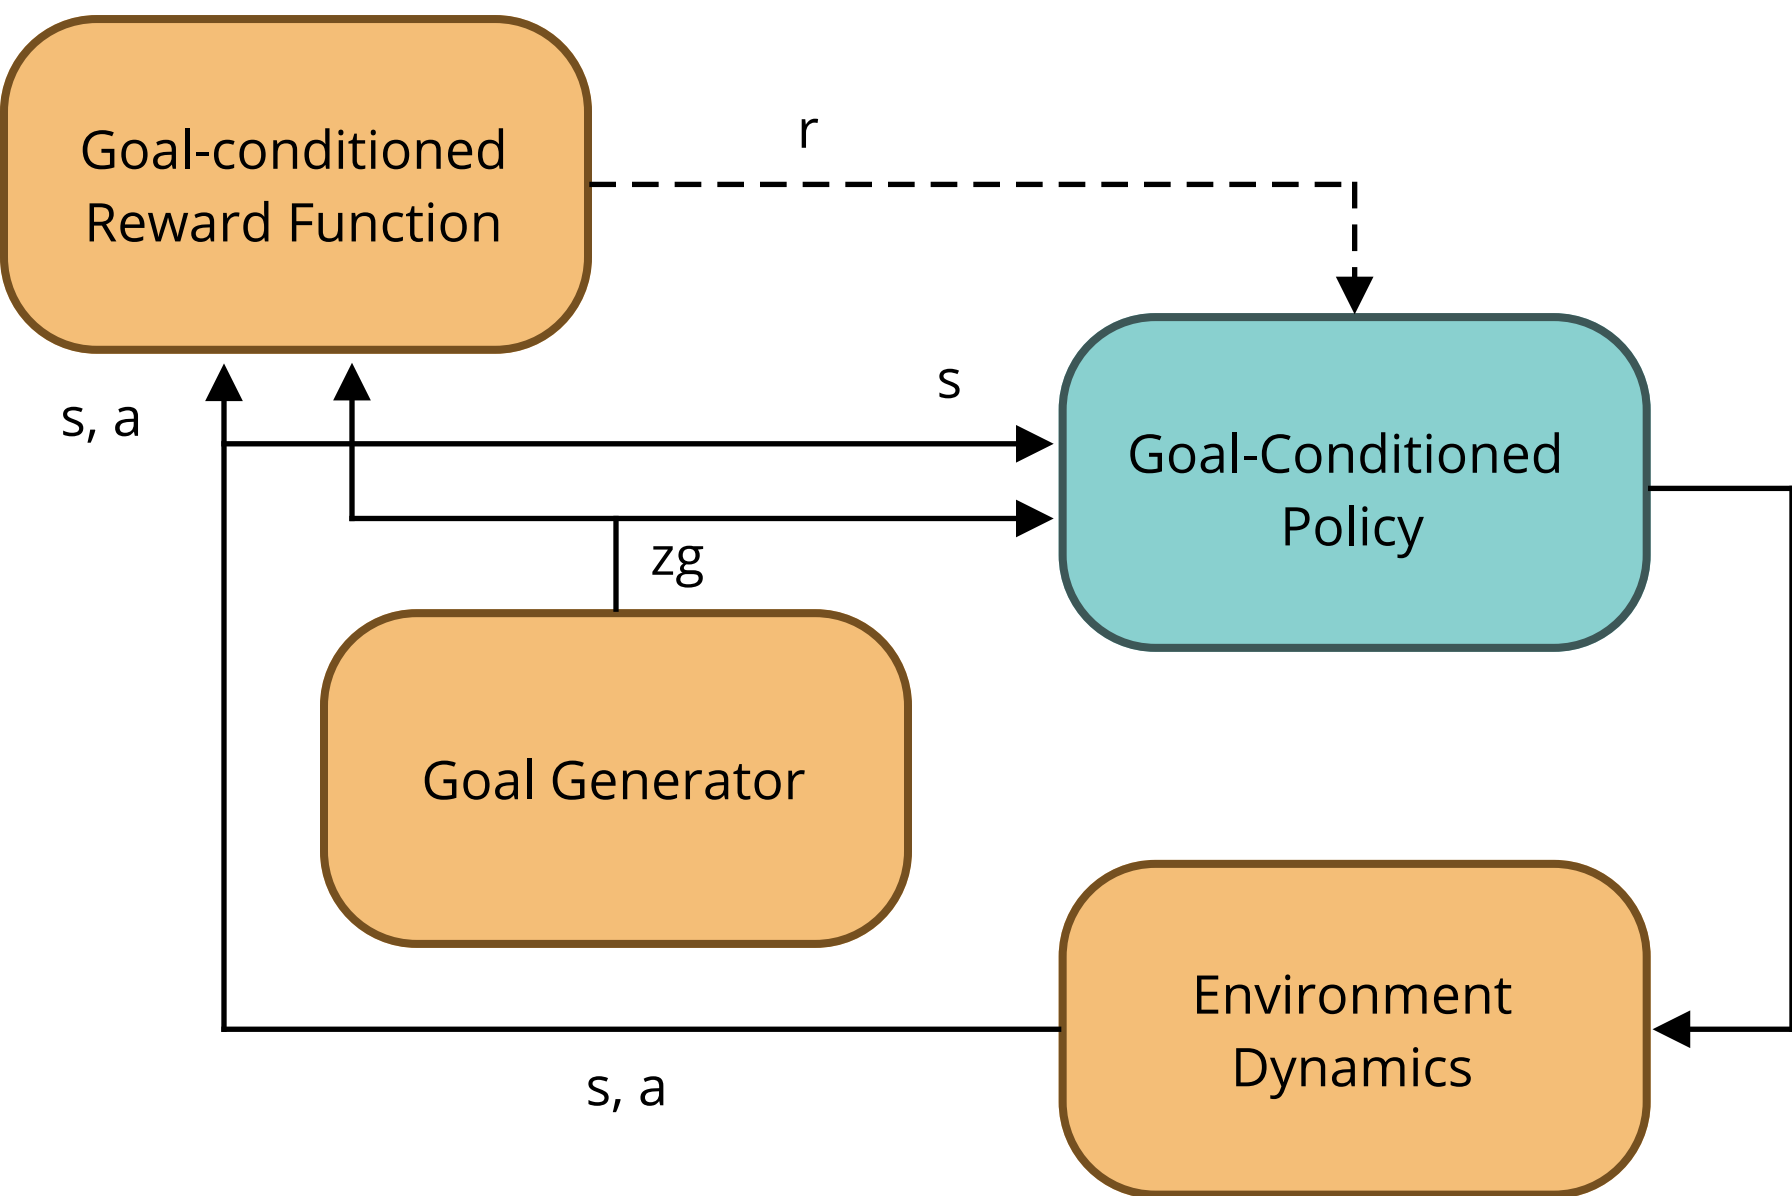 Goal-conditioned
Reward Function
r
s, a
s
Goal-Conditioned
Policy
zg
Goal Generator
Environment
Dynamics
s, a